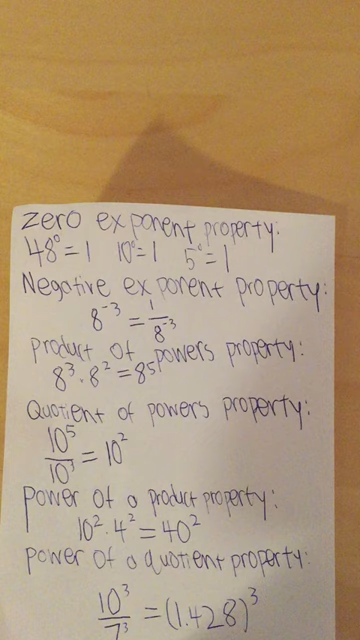 zero exponent property:
48⁰=1 10⁰=1 5⁰=1
Negative exponent property:
8⁻³ = 1/8⁻³
product of powers property:
8³·8²=8⁵
Quotient of powers property:
10⁵/10³ = 10²
power of a product property:
10²·4²=40²
power of a quotient property:
10³/7³ = (1.428)³